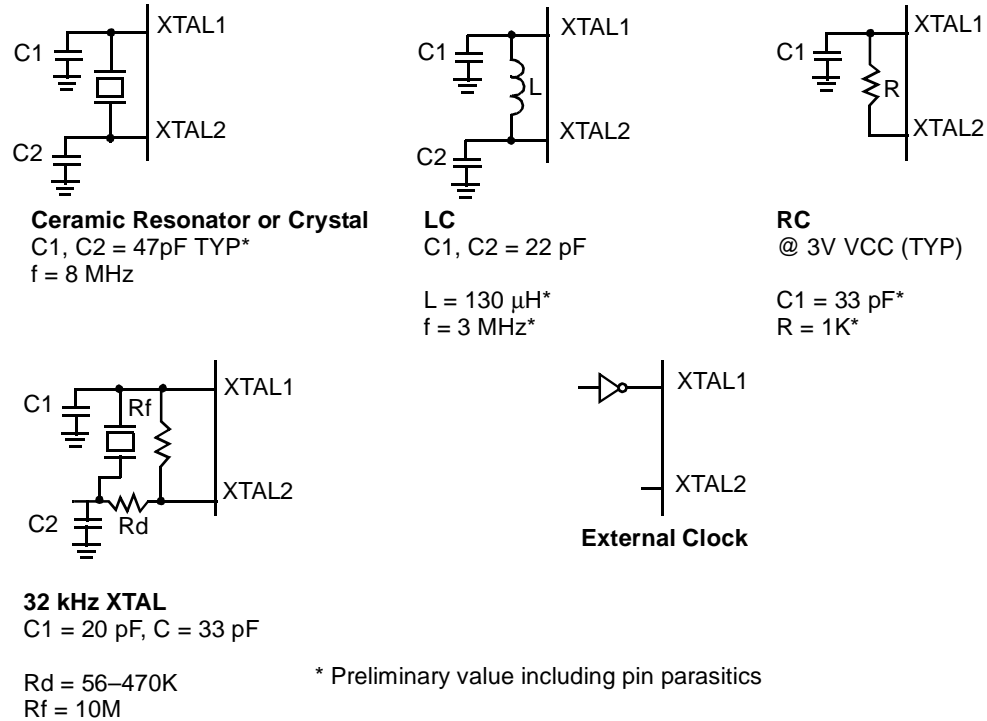 XTAL1
C1
XTAL2
C2
Ceramic Resonator or Crystal
C1, C2 = 47pF TYP*
f = 8 MHz
XTAL1
C1
L
XTAL2
C2
LC
C1, C2 = 22 pF
L = 130 μH*
f = 3 MHz*
XTAL1
C1
R
XTAL2
RC
@ 3V VCC (TYP)
C1 = 33 pF*
R = 1K*
XTAL1
C1
Rf
XTAL2
C2
Rd
32 kHz XTAL
C1 = 20 pF, C = 33 pF
Rd = 56–470K
Rf = 10M
XTAL1
XTAL2
External Clock
* Preliminary value including pin parasitics